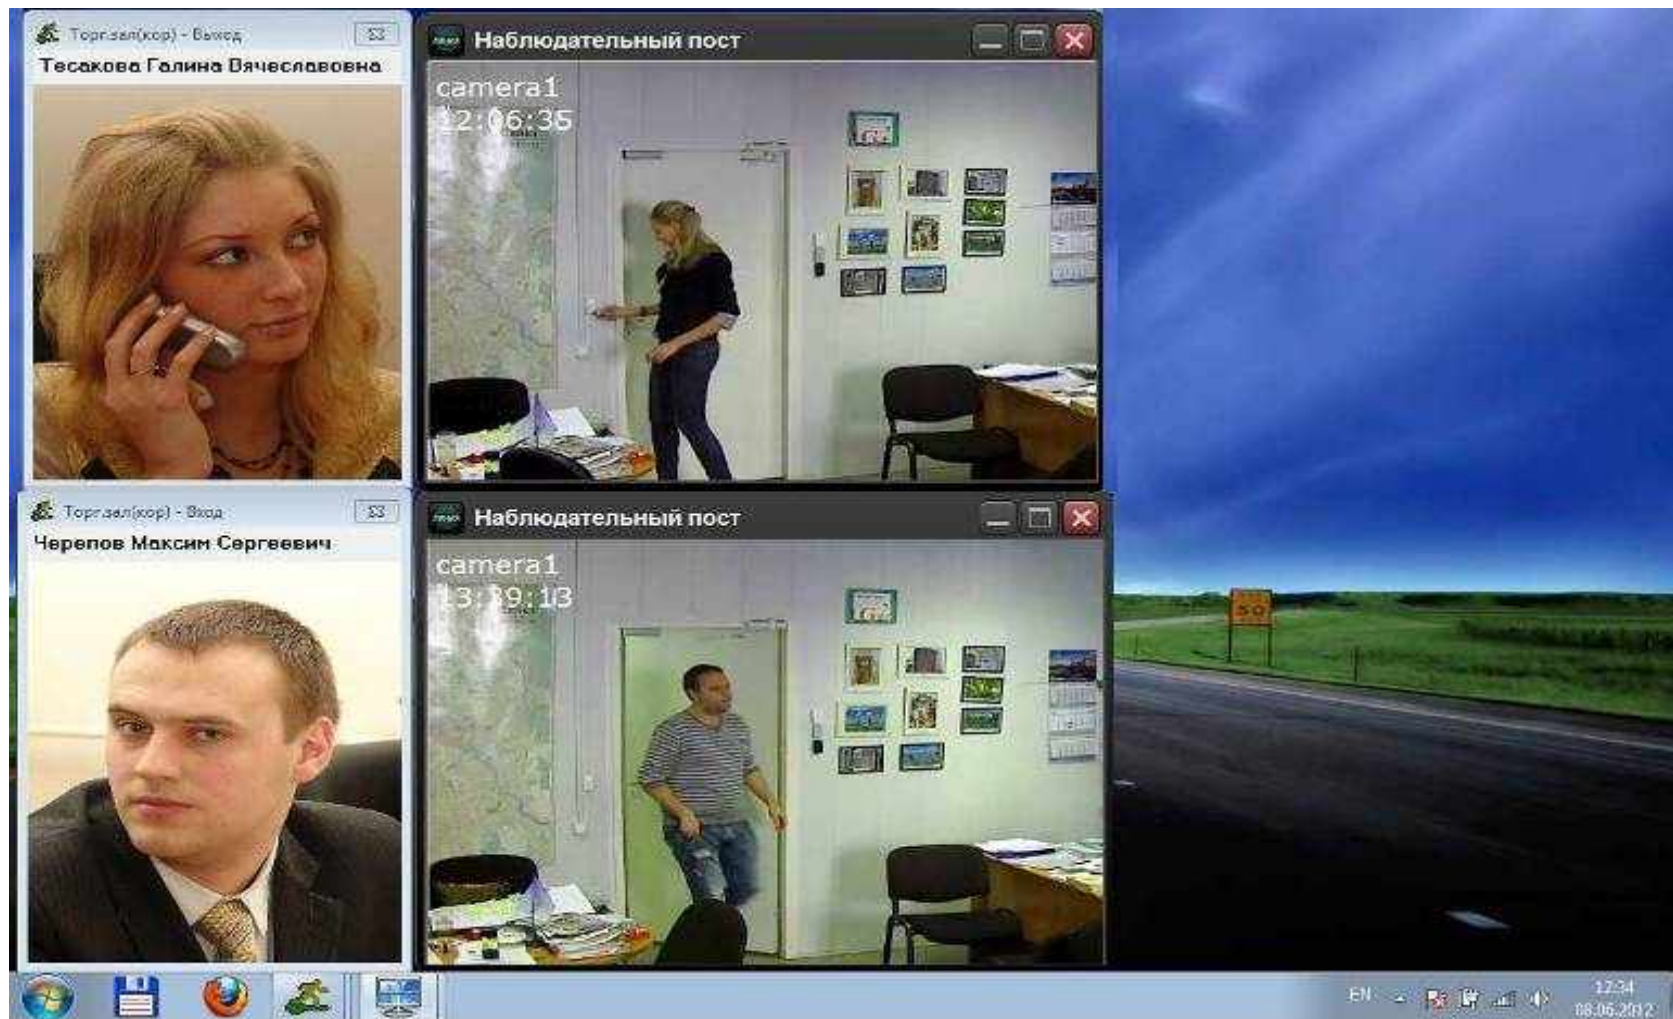 Торг.зал(кор) - Выход
Тесакова Галина Вячеславовна
Наблюдательный пост
camera1
12:06:35
Торг.зал(кор) - Вход
Черепов Максим Сергеевич
Наблюдательный пост
camera1
13:39:13
50
EN
12:34
08.06.2012